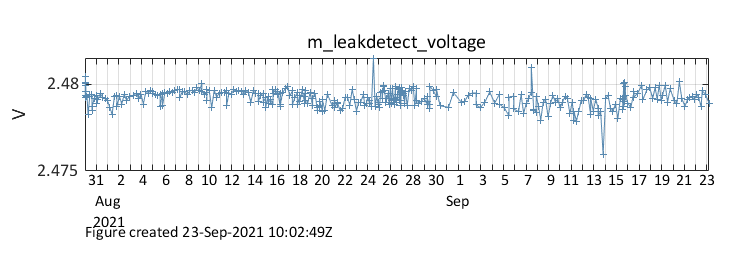 m_leakdetect_voltage
2.48
V
2.475
31 2 4 6 8 10 12 14 16 18 20 22 24 26 28 30 1 3 5 7 9 11 13 15 17 19 21 23
Aug Sep
2021
Figure created 23-Sep-2021 10:02:49Z